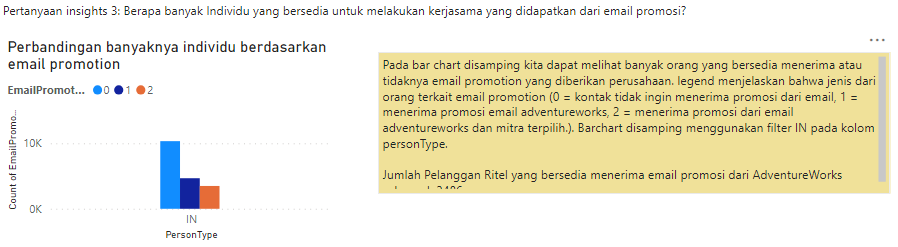 Pertanyaan insights 3: Berapa banyak Individu yang bersedia untuk melakukan kerjasama yang didapatkan dari email promosi?
Perbandingan banyaknya individu berdasarkan
email promotion
EmailPromot... 0 1 2
Count of EmailPromo...
10K
0K
IN
PersonType
Pada bar chart disamping kita dapat melihat banyak orang yang bersedia menerima atau
tidaknya email promotion yang diberikan perusahaan. legend menjelaskan bahwa jenis dari
orang terkait email promotion (0 = kontak tidak ingin menerima promosi dari email, 1 =
menerima promosi email adventureworks, 2 = menerima promosi dari email
adventureworks dan mitra terpilih.). Barchart disamping menggunakan filter IN pada kolom
personType.
Jumlah Pelanggan Ritel yang bersedia menerima email promosi dari AdventureWorks